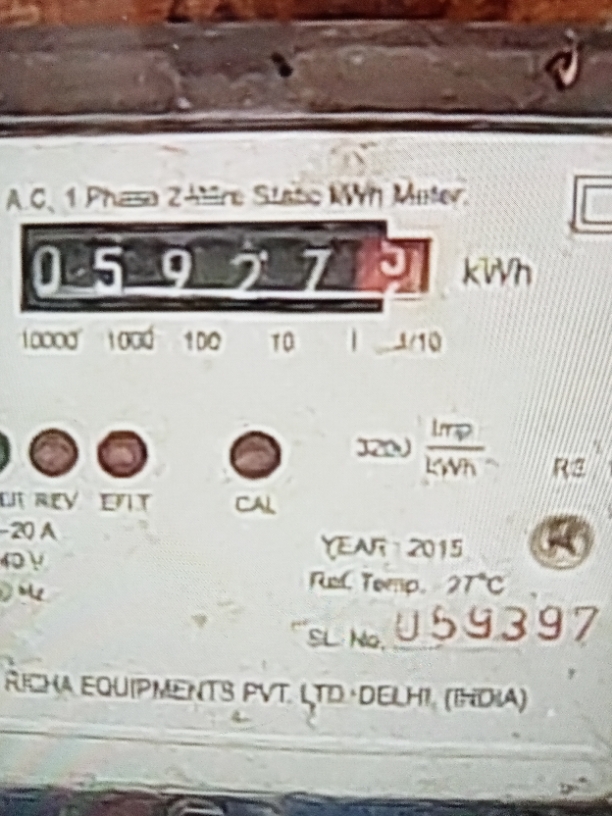 A.C. 1 Phase 2-Wire Static kWh Meter.
0 5 9 2 7 kWh
10000 1000 100 10 1 1/10
REV CAL
Imp
kWh
-20 A
YEAR : 2015
Ref. Temp. 27°C
SL. No. 059397
RICHA EQUIPMENTS PVT. LTD. DELHI, (INDIA)